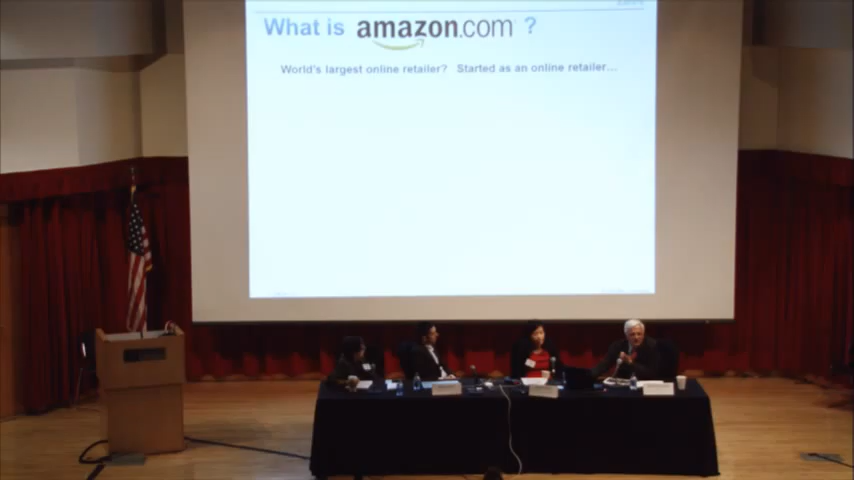 What is amazon.com ?
World's largest online retailer? Started as an online retailer...